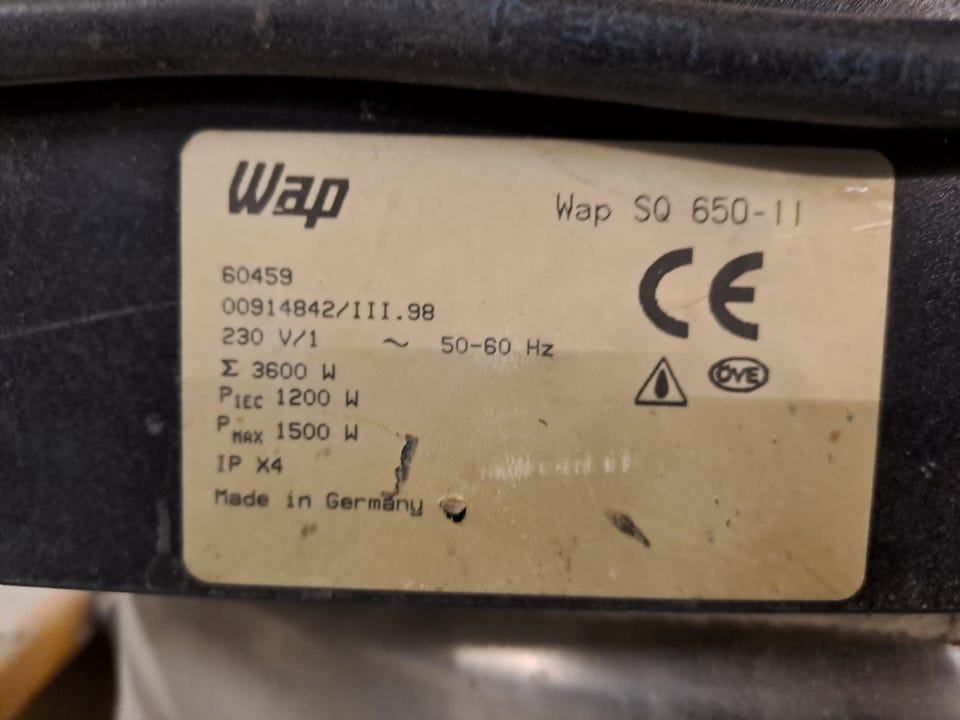 Wap
Wap SQ 650-11
60459
00914842/III.98
230 V/1 ~ 50-60 Hz
Σ 3600 W
PIEC 1200 W
PMAX 1500 W
IP X4
Made in Germany
CE
ÖVE